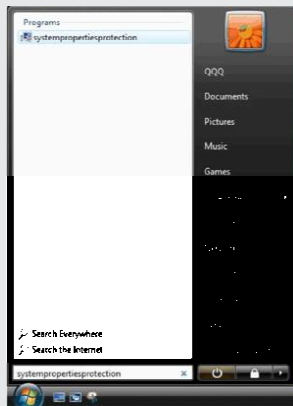 Programs
systempropertiesprotection
QQQ
Documents
Pictures
Music
Games
Search Everywhere
Search the Internet
systempropertiesprotection